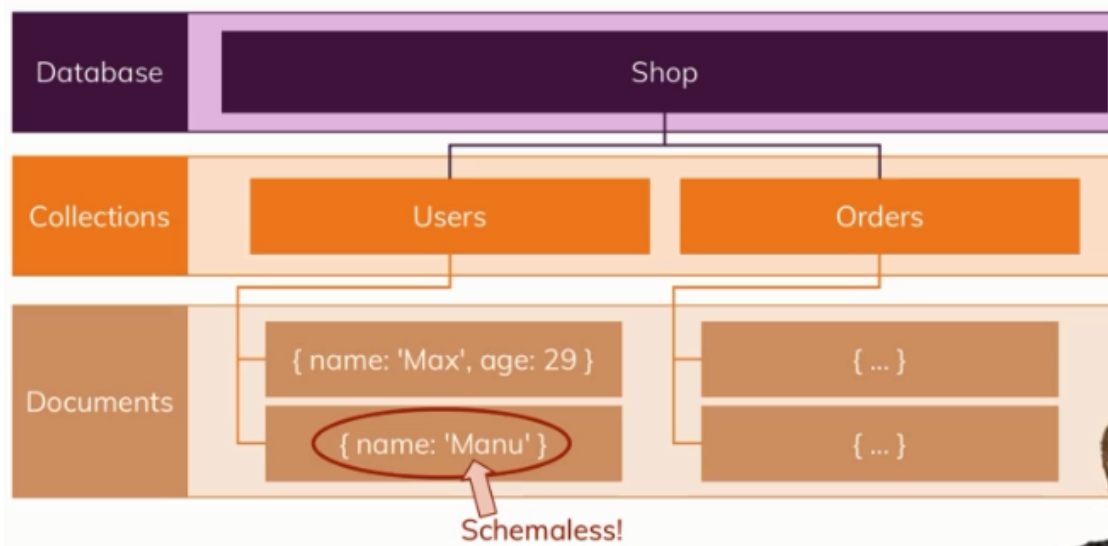 Database
Shop
Collections
Users
Orders
Documents
{ name: 'Max', age: 29 }
{ ... }
{ name: 'Manu' }
{ ... }
Schemaless!